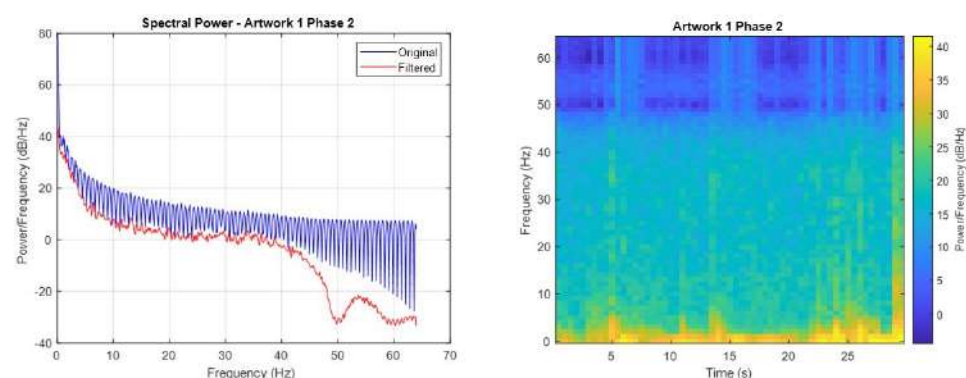 Spectral Power - Artwork 1 Phase 2
80
60
40
20
0
-20
-40
Power/Frequency (dB/Hz)
0 10 20 30 40 50 60 70
Frequency (Hz)
Original
Filtered
Artwork 1 Phase 2
60
50
40
30
20
10
0
Frequency (Hz)
5 10 15 20 25
Time (s)
40
35
30
25
20
15
10
5
0
Power/Frequency (dB/Hz)